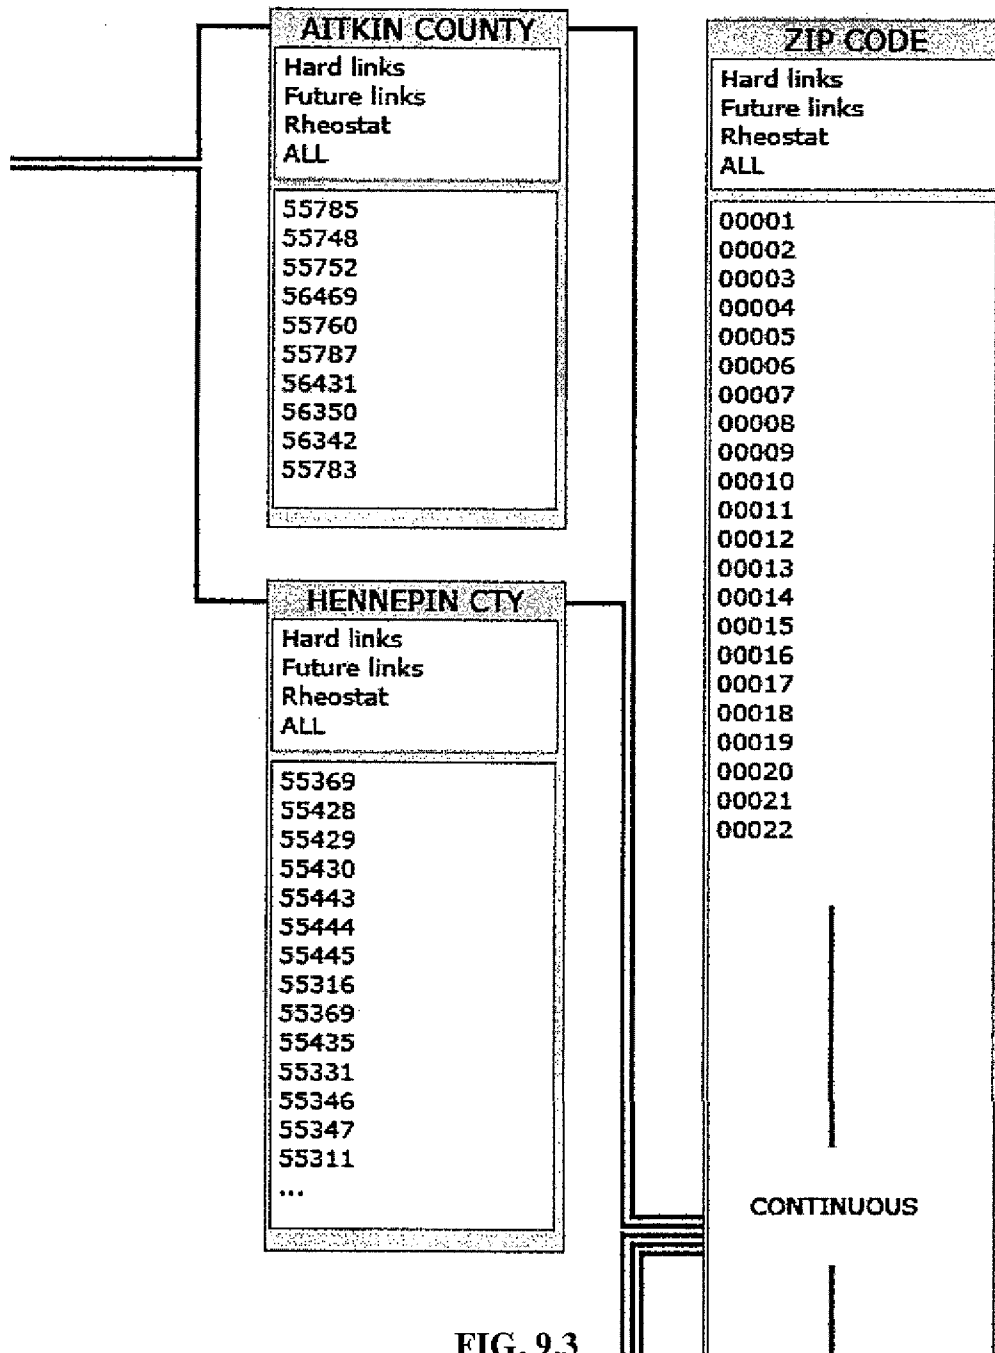 AITKIN COUNTY
Hard links
Future links
Rheostat
ALL
55785
55748
55752
56469
55760
55787
56431
56350
56342
55783
HENNEPIN CTY
Hard links
Future links
Rheostat
ALL
55369
55428
55429
55430
55443
55444
55445
55316
55369
55435
55331
55346
55347
55311
...
ZIP CODE
Hard links
Future links
Rheostat
ALL
00001
00002
00003
00004
00005
00006
00007
00008
00009
00010
00011
00012
00013
00014
00015
00016
00017
00018
00019
00020
00021
00022
CONTINUOUS
FIG. 9.3